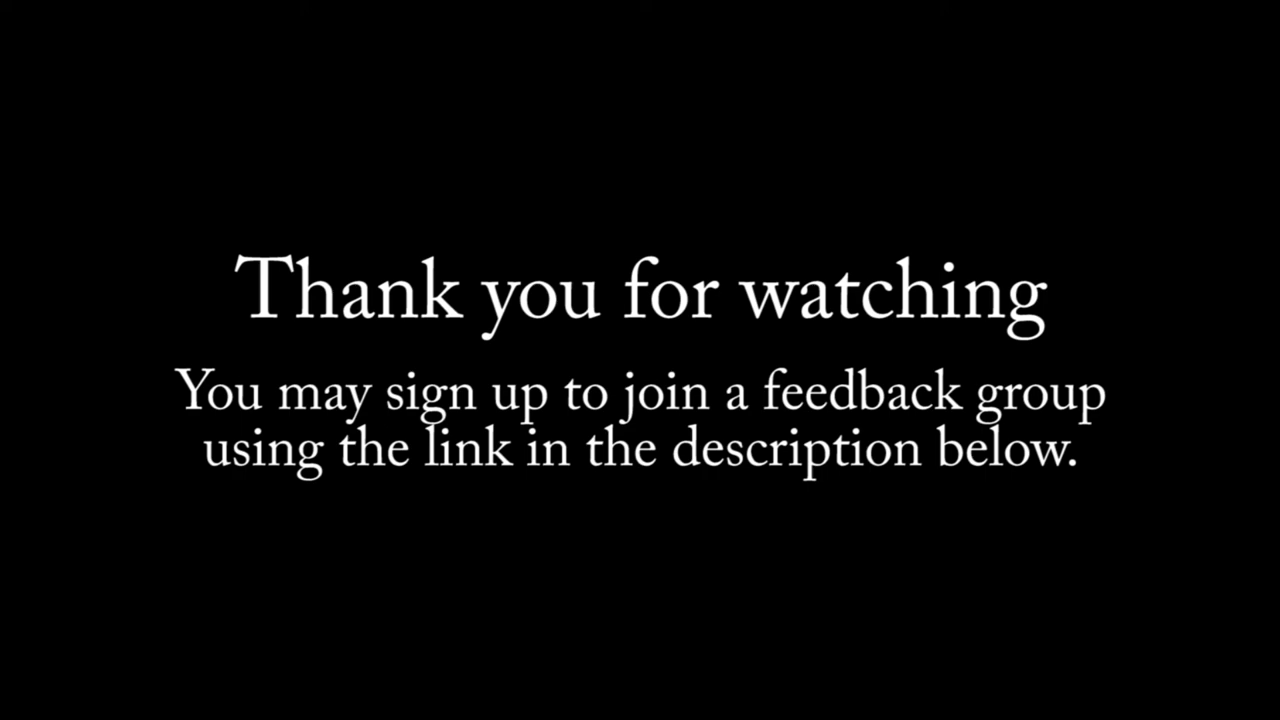 Thank you for watching
You may sign up to join a feedback group
using the link in the description below.